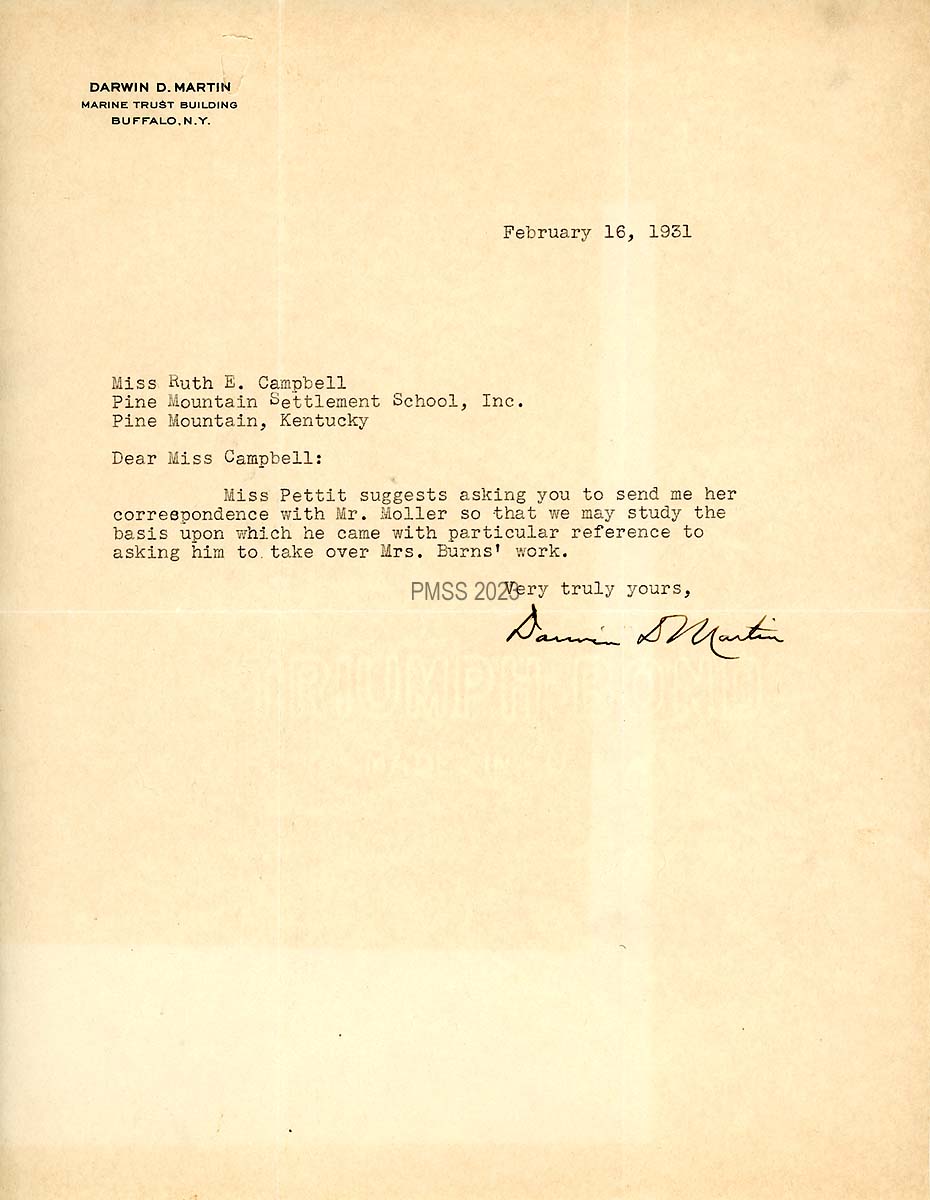 DARWIN D. MARTIN
MARINE TRUST BUILDING
BUFFALO, N.Y.
February 16, 1931
Miss Ruth E. Campbell
Pine Mountain Settlement School, Inc.
Pine Mountain, Kentucky
Dear Miss Campbell:
Miss Pettit suggests asking you to send me her
correspondence with Mr. Moller so that we may study the
basis upon which he came with particular reference to
asking him to take over Mrs. Burns' work.
Very truly yours,
PMSS 2023
Darwin D Martin
MADE IN